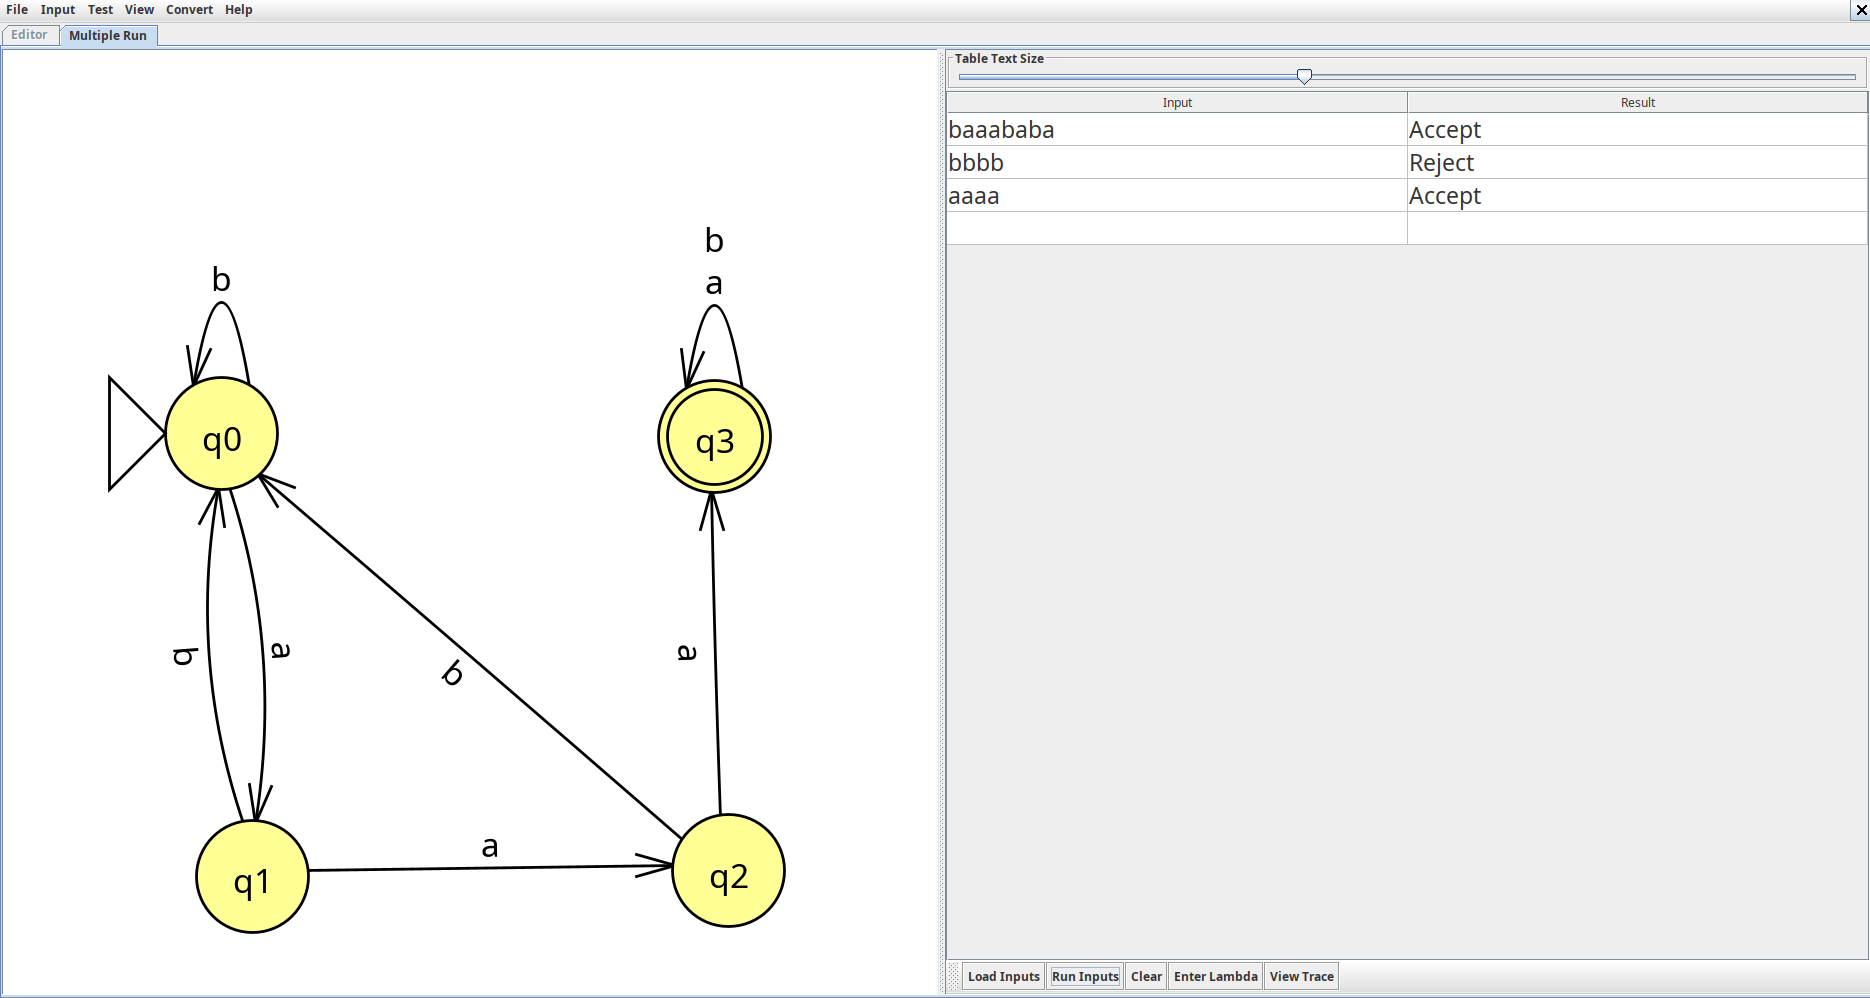 File Input Test View Convert Help
Editor Multiple Run
Table Text Size
Input Result
baaababa Accept
bbbb Reject
aaaa Accept
b
b
a
q0
q3
b
a
b
a
a
q1
q2
Load Inputs Run Inputs Clear Enter Lambda View Trace